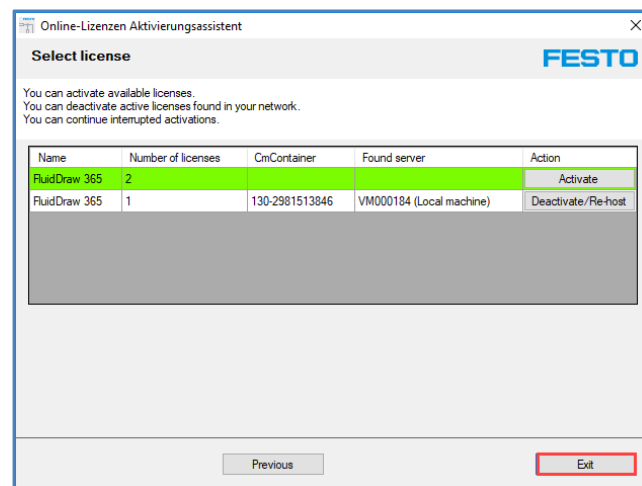 Online-Lizenzen Aktivierungsassistent
Select license
FESTO
You can activate available licenses.
You can deactivate active licenses found in your network.
You can continue interrupted activations.
Name Number of licenses CmContainer Found server Action
FluidDraw 365 2 Activate
FluidDraw 365 1 130-2981513846 VM000184 (Local machine) Deactivate/Re-host
Previous Exit